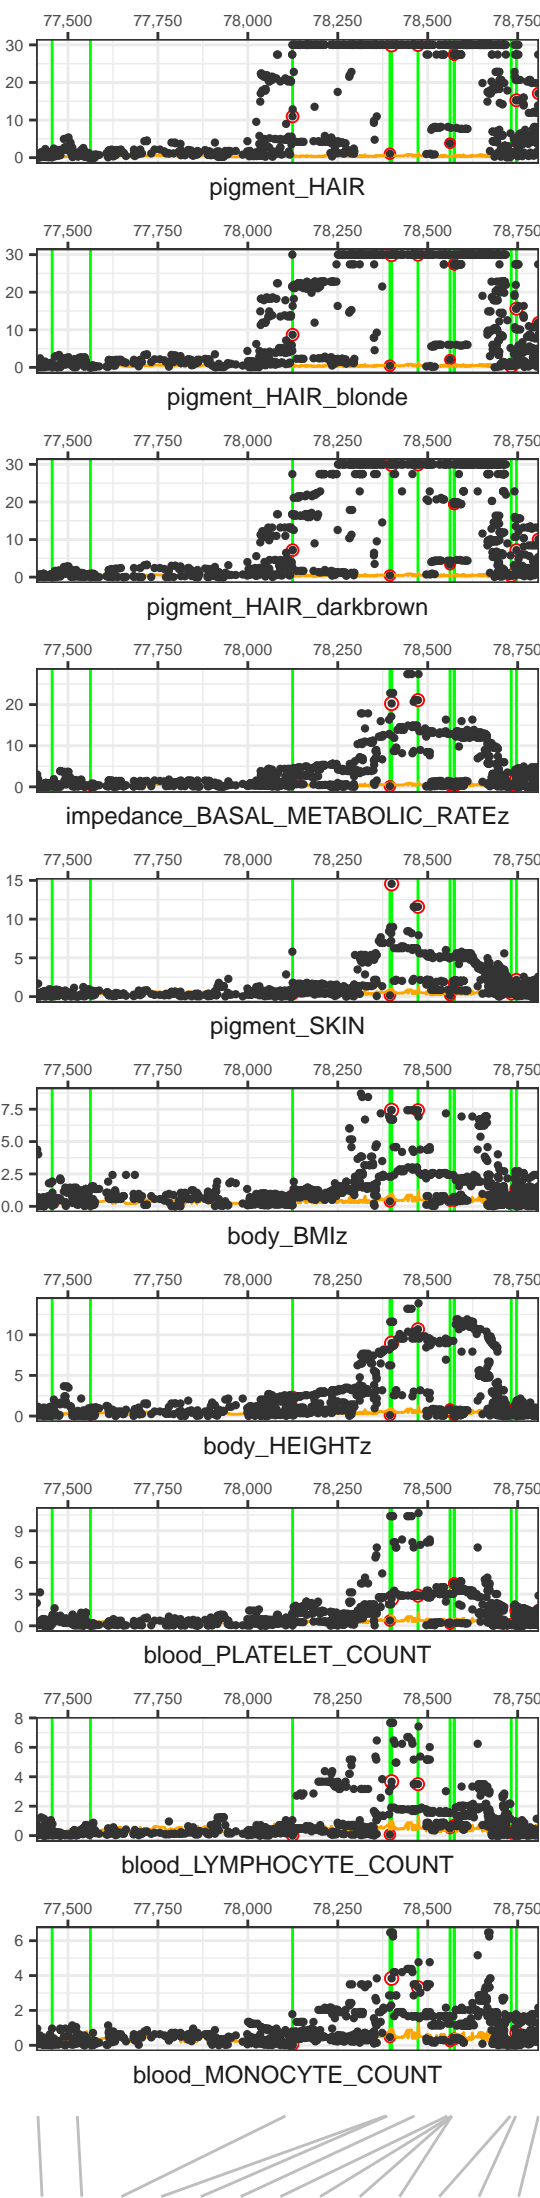 77,500 77,750 78,000 78,250 78,500 78,750
30
20
10
0
pigment_HAIR
77,500 77,750 78,000 78,250 78,500 78,750
30
20
10
0
pigment_HAIR_blonde
77,500 77,750 78,000 78,250 78,500 78,750
30
20
10
0
pigment_HAIR_darkbrown
77,500 77,750 78,000 78,250 78,500 78,750
20
10
0
impedance_BASAL_METABOLIC_RATEz
77,500 77,750 78,000 78,250 78,500 78,750
15
10
5
0
pigment_SKIN
77,500 77,750 78,000 78,250 78,500 78,750
7.5
5.0
2.5
0.0
body_BMIz
77,500 77,750 78,000 78,250 78,500 78,750
10
5
0
body_HEIGHTz
77,500 77,750 78,000 78,250 78,500 78,750
9
6
3
0
blood_PLATELET_COUNT
77,500 77,750 78,000 78,250 78,500 78,750
8
6
4
2
0
blood_LYMPHOCYTE_COUNT
77,500 77,750 78,000 78,250 78,500 78,750
6
4
2
0
blood_MONOCYTE_COUNT